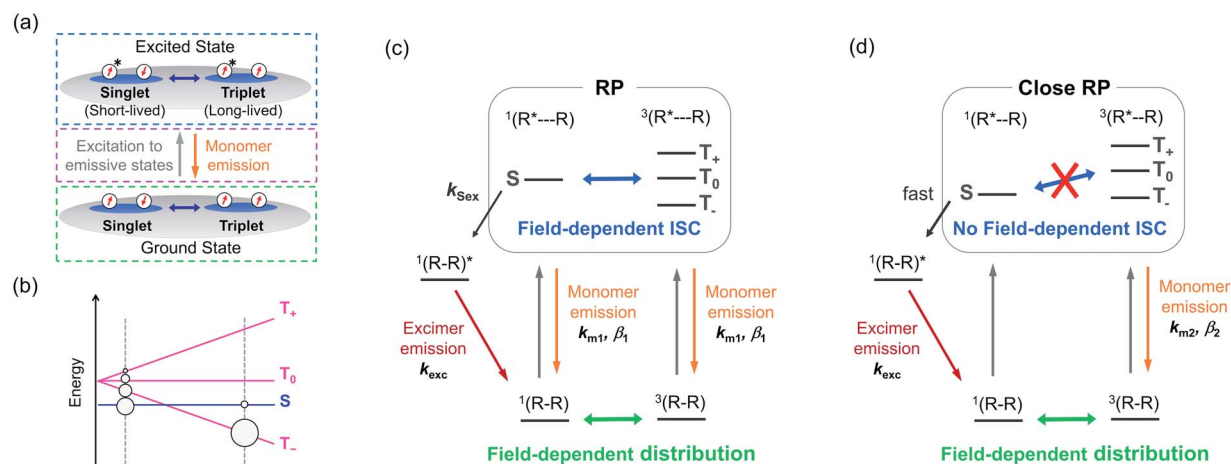 (a)
Excited State
* *
Singlet Triplet
(Short-lived) (Long-lived)
Excitation to Monomer
emissive states emission
Singlet Triplet
Ground State
(b)
Energy
T+
T0
S
T−
(c)
RP
1(R*---R) 3(R*---R)
T+
S T0
T-
kSex
Field-dependent ISC
1(R-R)*
Monomer Monomer
emission emission
km1, β1 km1, β1
Excimer
emission
kexc
1(R-R) 3(R-R)
Field-dependent distribution
(d)
Close RP
1(R*--R) 3(R*--R)
T+
S T0
T-
fast
No Field-dependent ISC
1(R-R)*
Monomer
emission
km2, β2
Excimer
emission
kexc
1(R-R) 3(R-R)
Field-dependent distribution